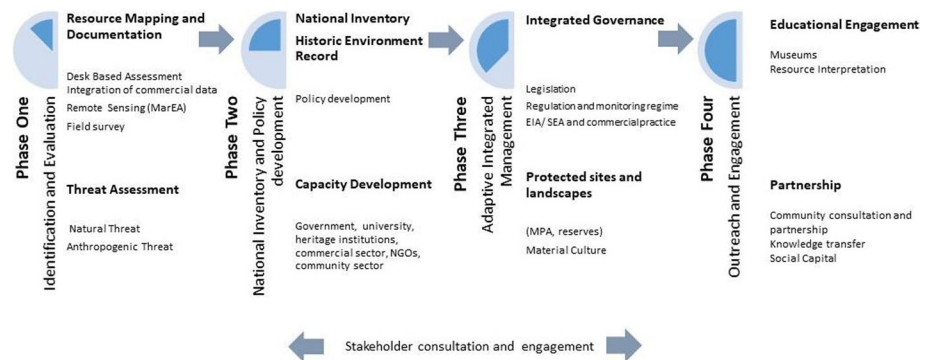 Phase One
Identification and Evaluation
Resource Mapping and
Documentation
Desk Based Assessment
Integration of commercial data
Remote Sensing (MarEA)
Field survey
Threat Assessment
Natural Threat
Anthropogenic Threat
Phase Two
National Inventory and Policy
development
National Inventory
Historic Environment
Record
Policy development
Capacity Development
Government, university,
heritage institutions,
commercial sector, NGOs,
community sector
Phase Three
Adaptive Integrated
Management
Integrated Governance
Legislation
Regulation and monitoring regime
EIA/ SEA and commercial practice
Protected sites and
landscapes
(MPA, reserves)
Material Culture
Phase Four
Outreach and Engagement
Educational Engagement
Museums
Resource Interpretation
Partnership
Community consultation and
partnership
Knowledge transfer
Social Capital
Stakeholder consultation and engagement